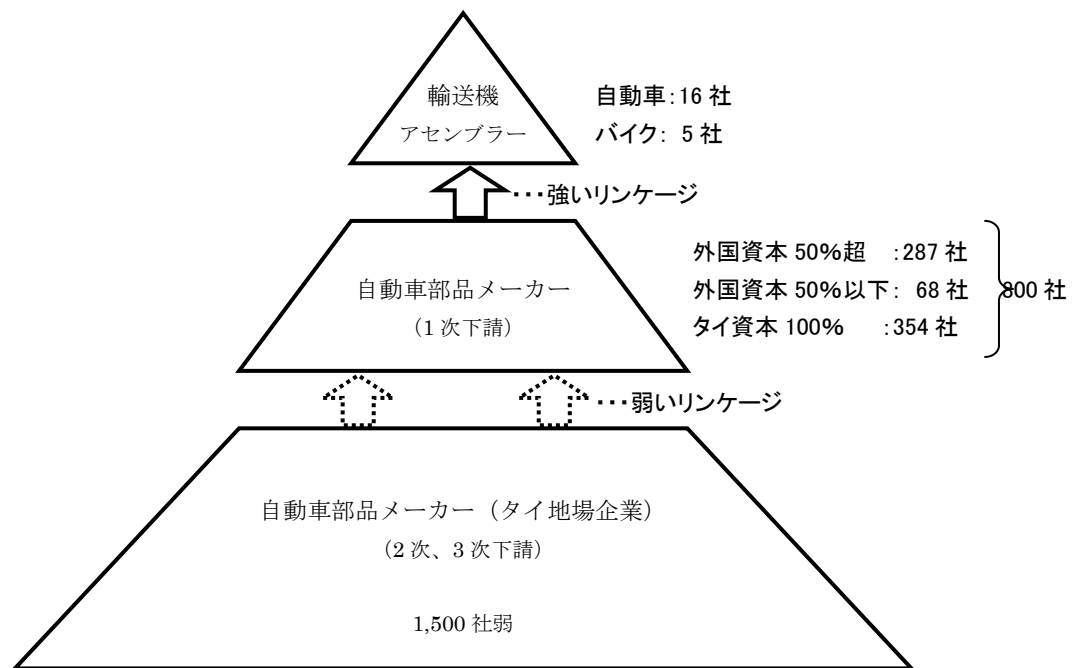 輸送機
アセンブラー
自動車:16 社
バイク: 5 社
・・・強いリンケージ
自動車部品メーカー
(1 次下請)
外国資本 50%超 :287 社
外国資本 50%以下: 68 社
タイ資本 100% :354 社
800 社
・・・弱いリンケージ
自動車部品メーカー(タイ地場企業)
(2 次、3 次下請)
1,500 社弱